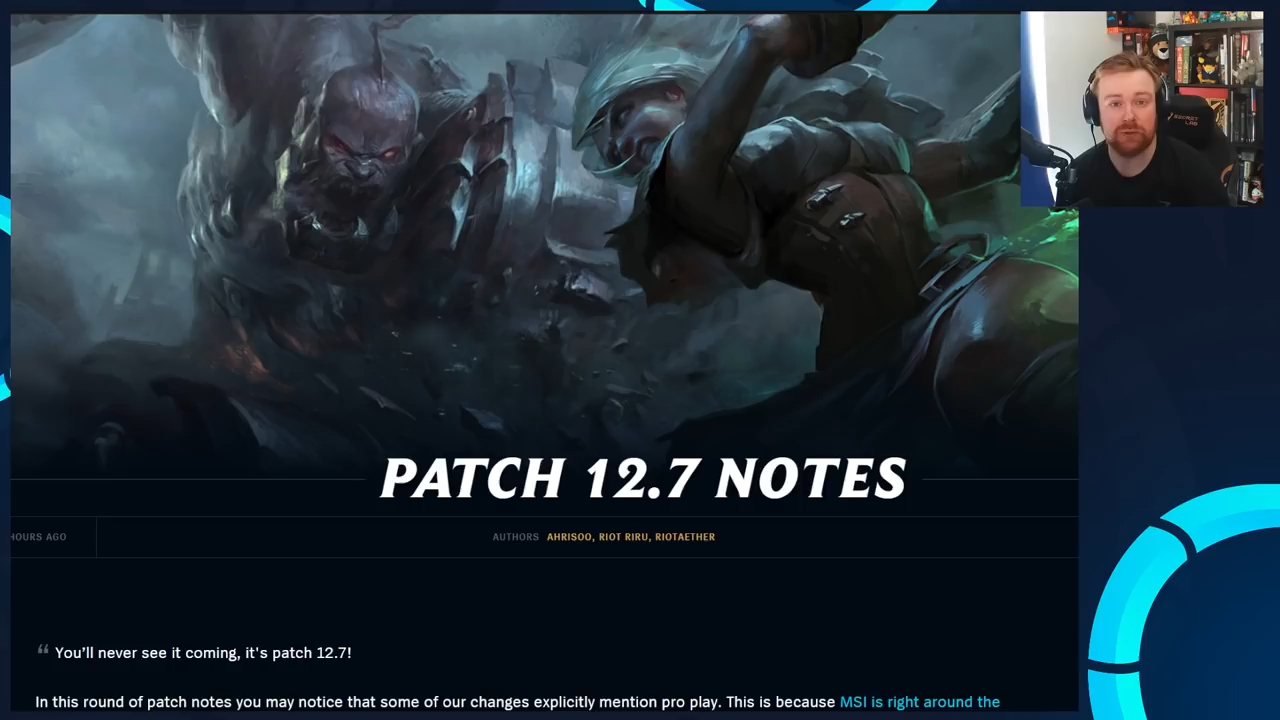 SECRET
LAB
PATCH 12.7 NOTES
HOURS AGO
AUTHORS AHRISOO, RIOT RIRU, RIOTAETHER
“ You’ll never see it coming, it's patch 12.7!
In this round of patch notes you may notice that some of our changes explicitly mention pro play. This is because MSI is right around the